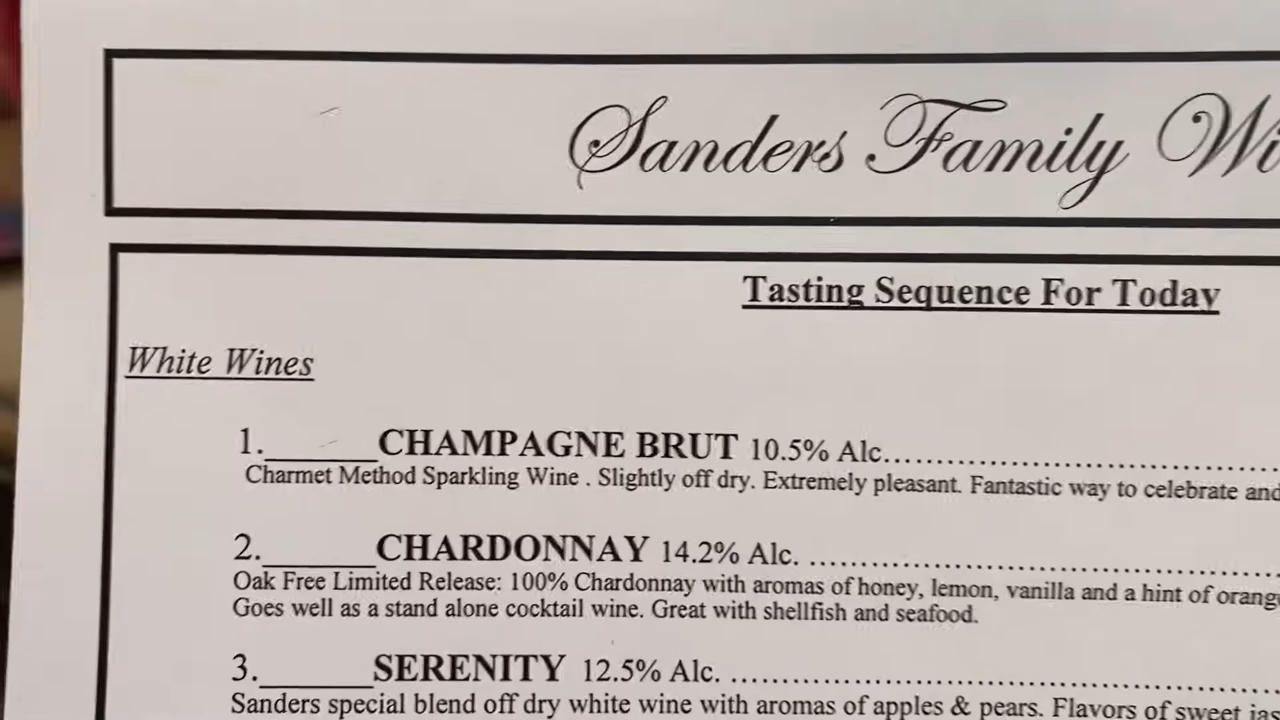 Sanders Family
Tasting Sequence For Today
White Wines
1.______CHAMPAGNE BRUT 10.5% Alc..................................
Charmet Method Sparkling Wine . Slightly off dry. Extremely pleasant. Fantastic way to celebrate and
2.______CHARDONNAY 14.2% Alc. ........................................
Oak Free Limited Release: 100% Chardonnay with aromas of honey, lemon, vanilla and a hint of
Goes well as a stand alone cocktail wine. Great with shellfish and seafood.
3.______SERENITY 12.5% Alc. ................................................
Sanders special blend off dry white wine with aromas of apples & pears. Flavors of sweet